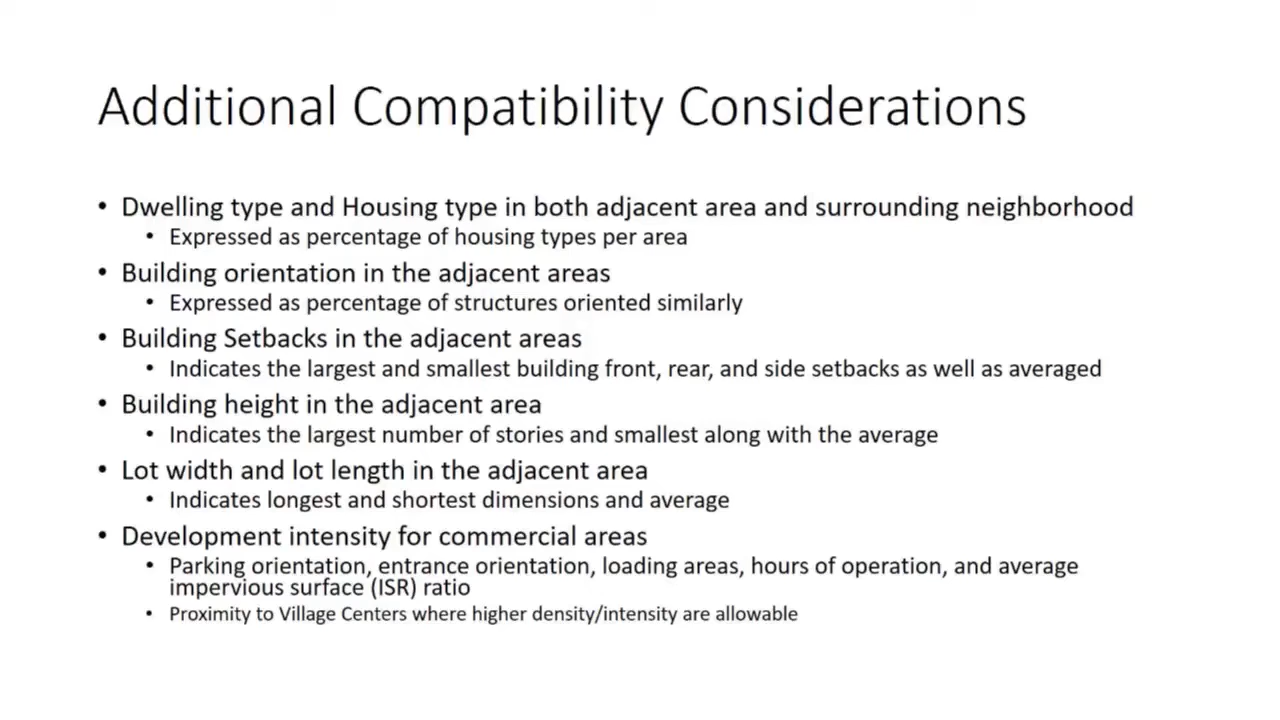 Additional Compatibility Considerations
• Dwelling type and Housing type in both adjacent area and surrounding neighborhood
• Expressed as percentage of housing types per area
• Building orientation in the adjacent areas
• Expressed as percentage of structures oriented similarly
• Building Setbacks in the adjacent areas
• Indicates the largest and smallest building front, rear, and side setbacks as well as averaged
• Building height in the adjacent area
• Indicates the largest number of stories and smallest along with the average
• Lot width and lot length in the adjacent area
• Indicates longest and shortest dimensions and average
• Development intensity for commercial areas
• Parking orientation, entrance orientation, loading areas, hours of operation, and average
impervious surface (ISR) ratio
• Proximity to Village Centers where higher density/intensity are allowable